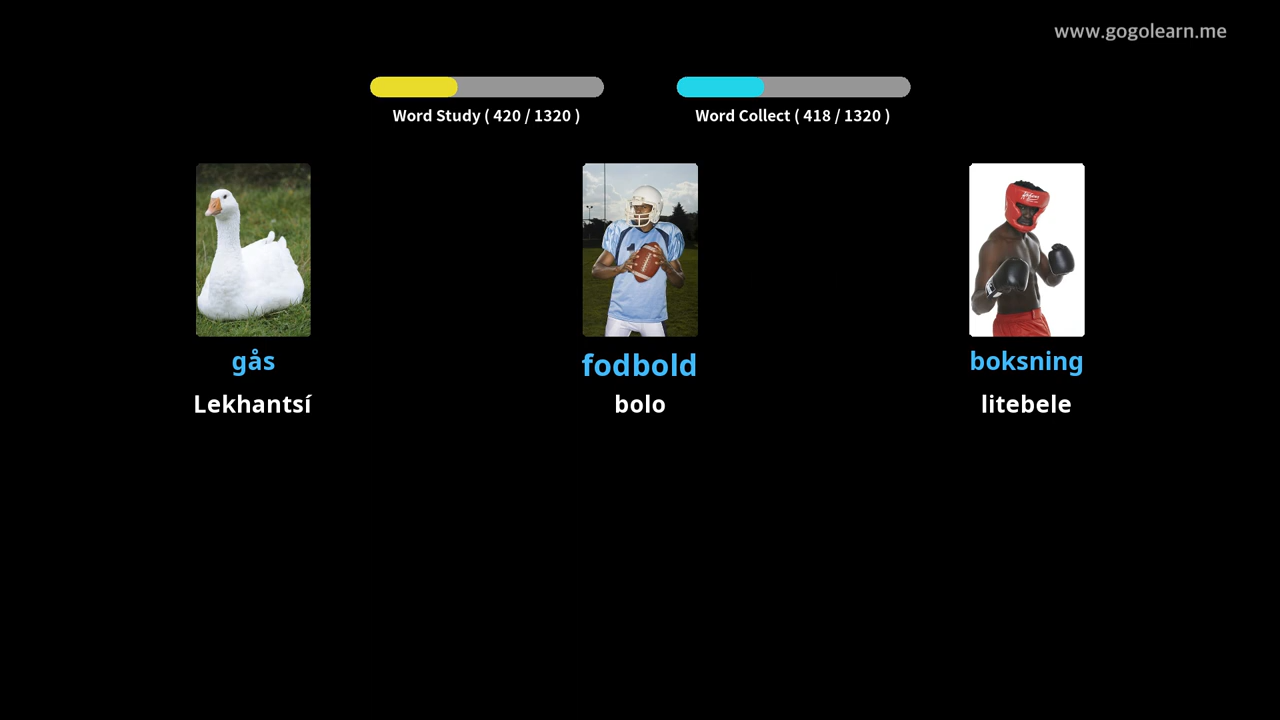 www.gogolearn.me
Word Study ( 420 / 1320 )
Word Collect ( 418 / 1320 )
gås
fodbold
boksning
Lekhantsí
bolo
litebele